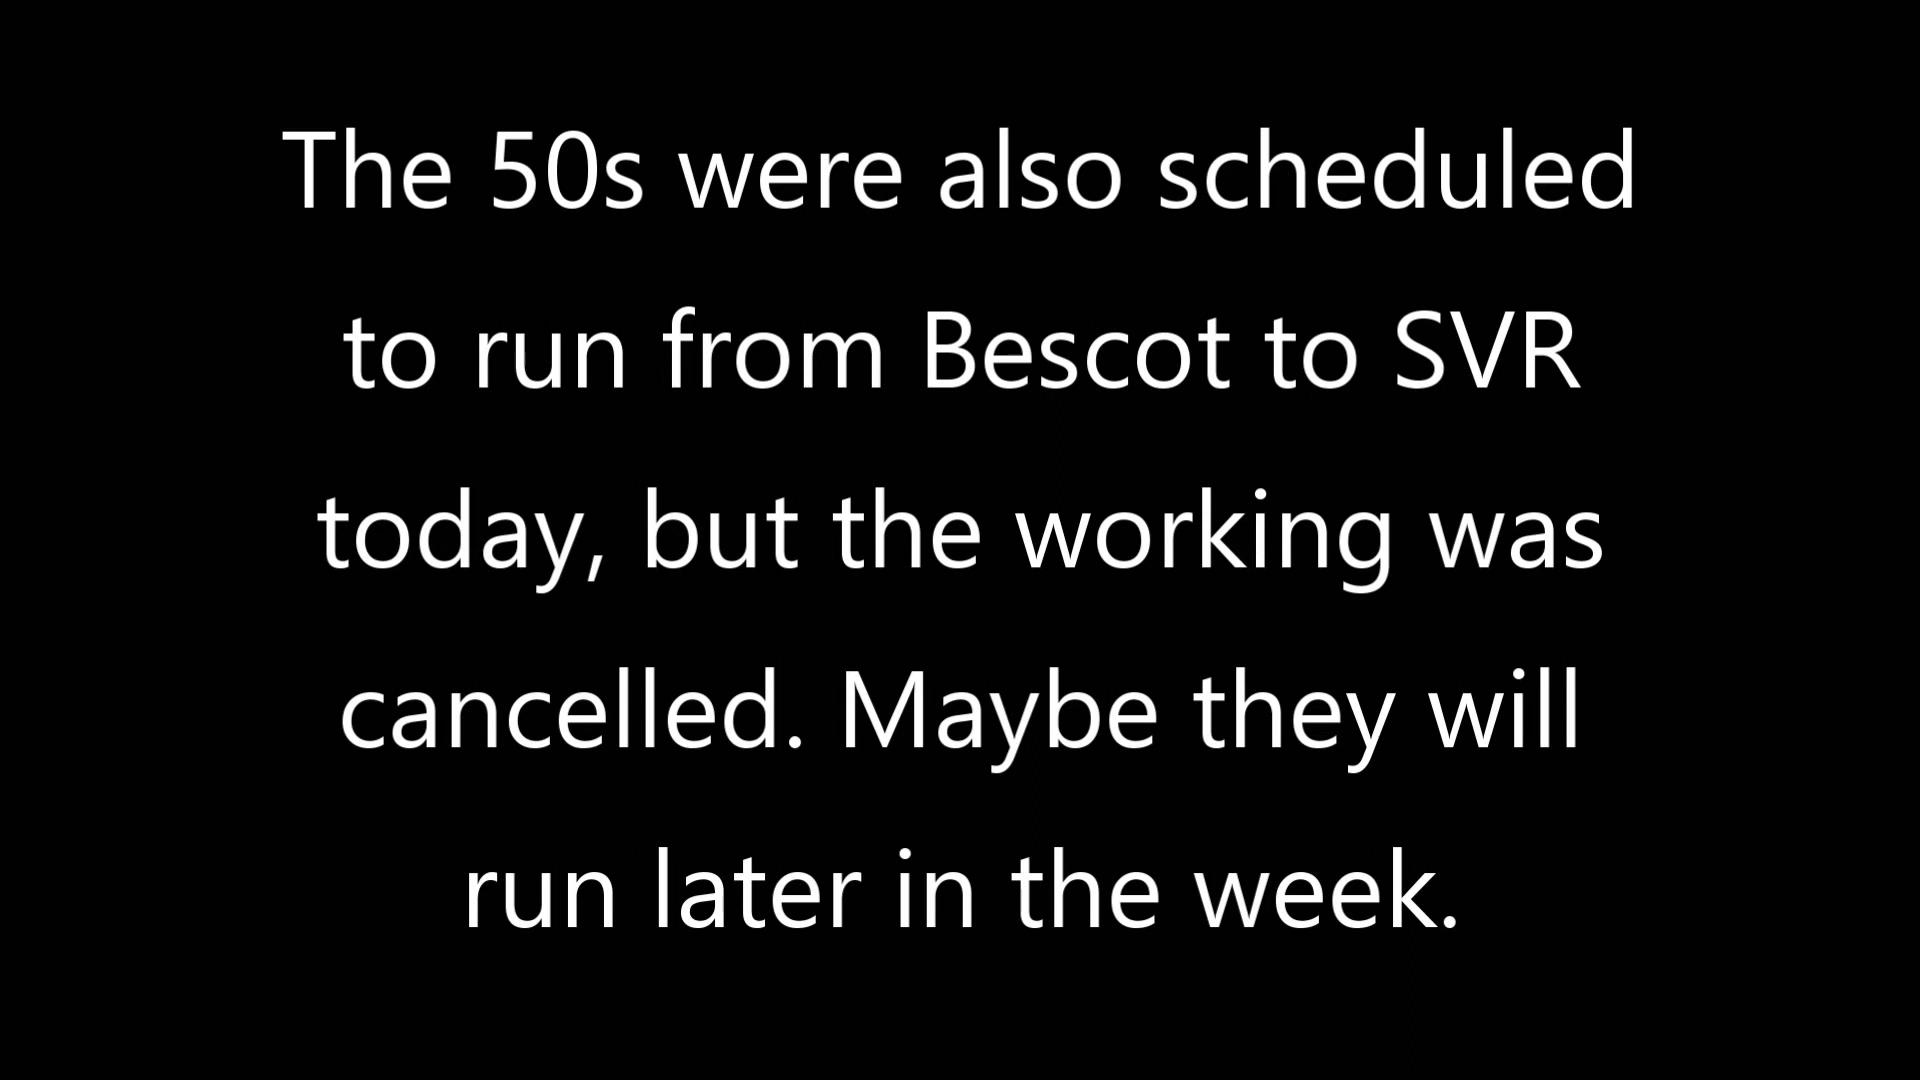 The 50s were also scheduled
to run from Bescot to SVR
today, but the working was
cancelled. Maybe they will
run later in the week.